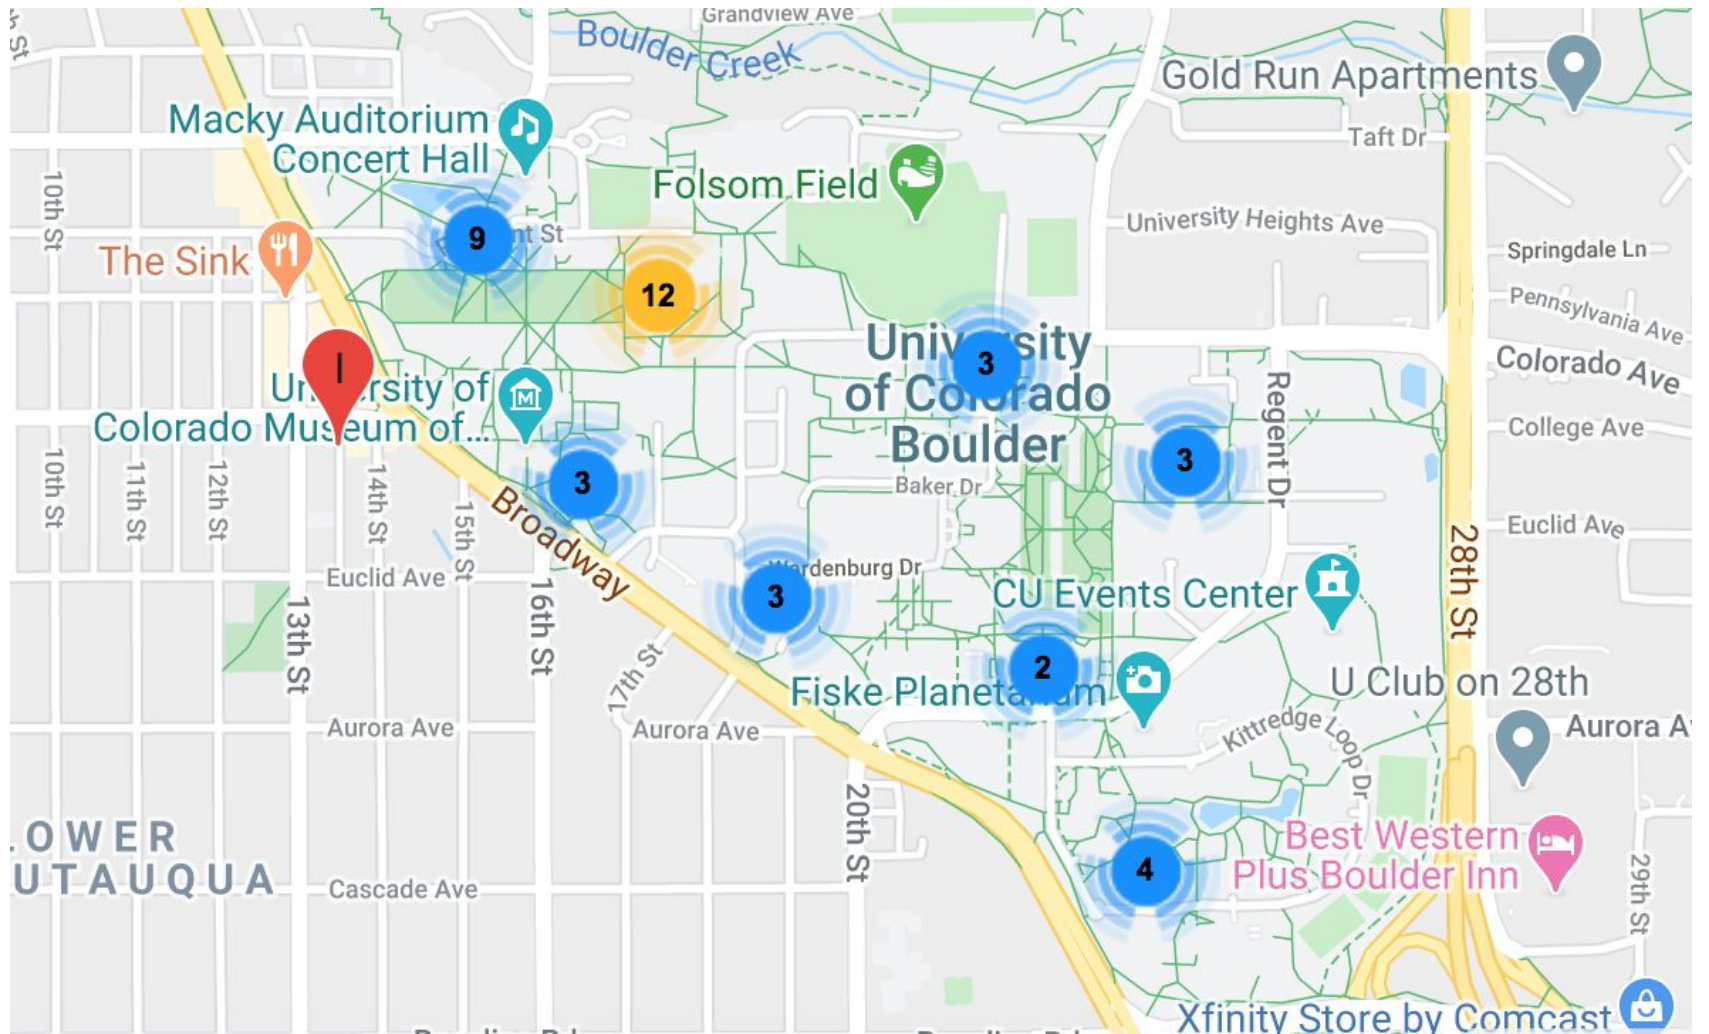 Grandview Ave
Boulder Creek
Gold Run Apartments
Taft Dr
Macky Auditorium
Concert Hall
Folsom Field
10th St
University Heights Ave
9
nt St
The Sink
Springdale Ln
12
Pennsylvania Ave
University
of Colorado
Boulder
3
Colorado Ave
I
University of
Colorado Museum of...
Regent Dr
College Ave
3
3
Baker Dr
10th St
11th St
12th St
14th St
15th St
Broadway
Euclid Ave
28th St
Wardenburg Dr
3
Euclid Ave
CU Events Center
13th St
16th St
17th St
2
Fiske Planetarium
U Club on 28th
Aurora Ave
Aurora Ave
Kittredge Loop Dr
Aurora A
20th St
OWER
UTAUQUA
Cascade Ave
4
Best Western
Plus Boulder Inn
29th St
Xfinity Store by Comcast